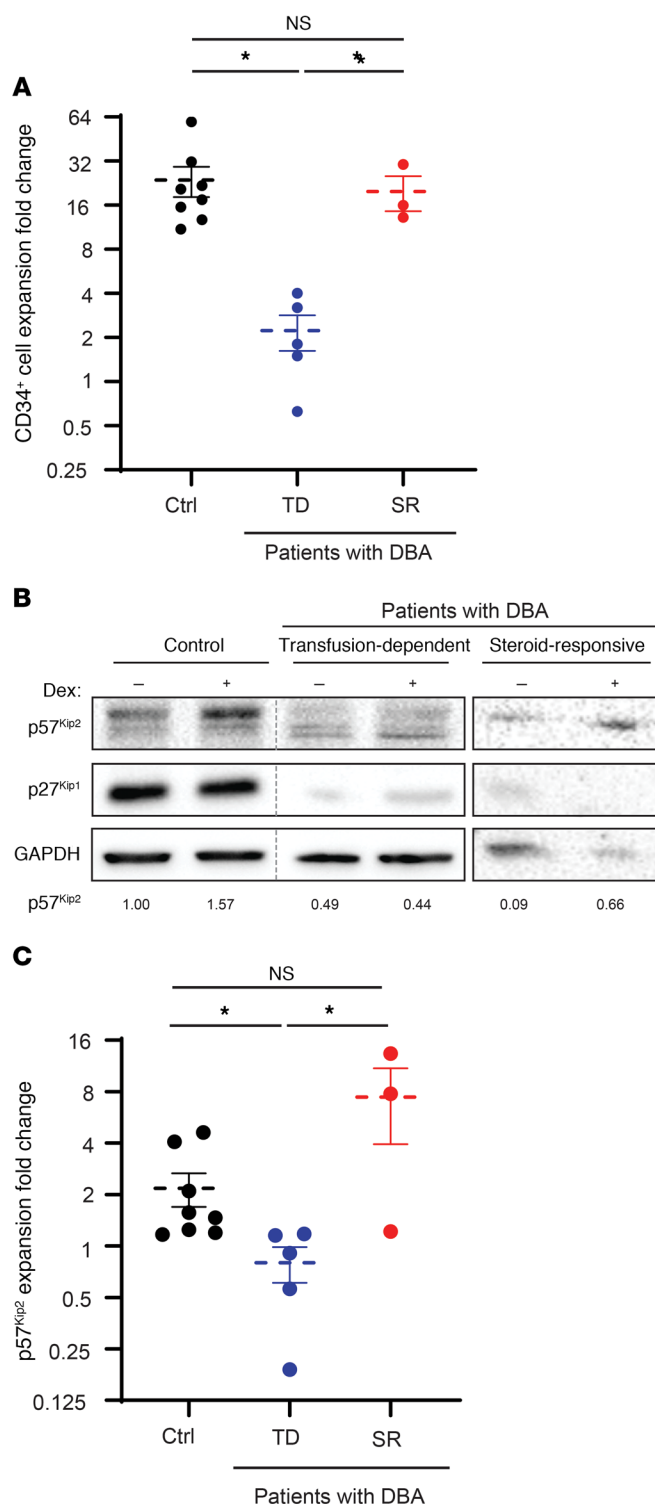 NS
* *
*
A
CD34⁺ cell expansion fold change
64
32
16
8
4
2
1
0.5
0.25
Ctrl TD SR
Patients with DBA
B
Patients with DBA
Control Transfusion-dependent Steroid-responsive
Dex: – + – + – +
p57Kip2
p27Kip1
GAPDH
p57Kip2 1.00 1.57 0.49 0.44 0.09 0.66
C
NS
* *
p57Kip2 expansion fold change
16
8
4
2
1
0.5
0.25
0.125
Ctrl TD SR
Patients with DBA